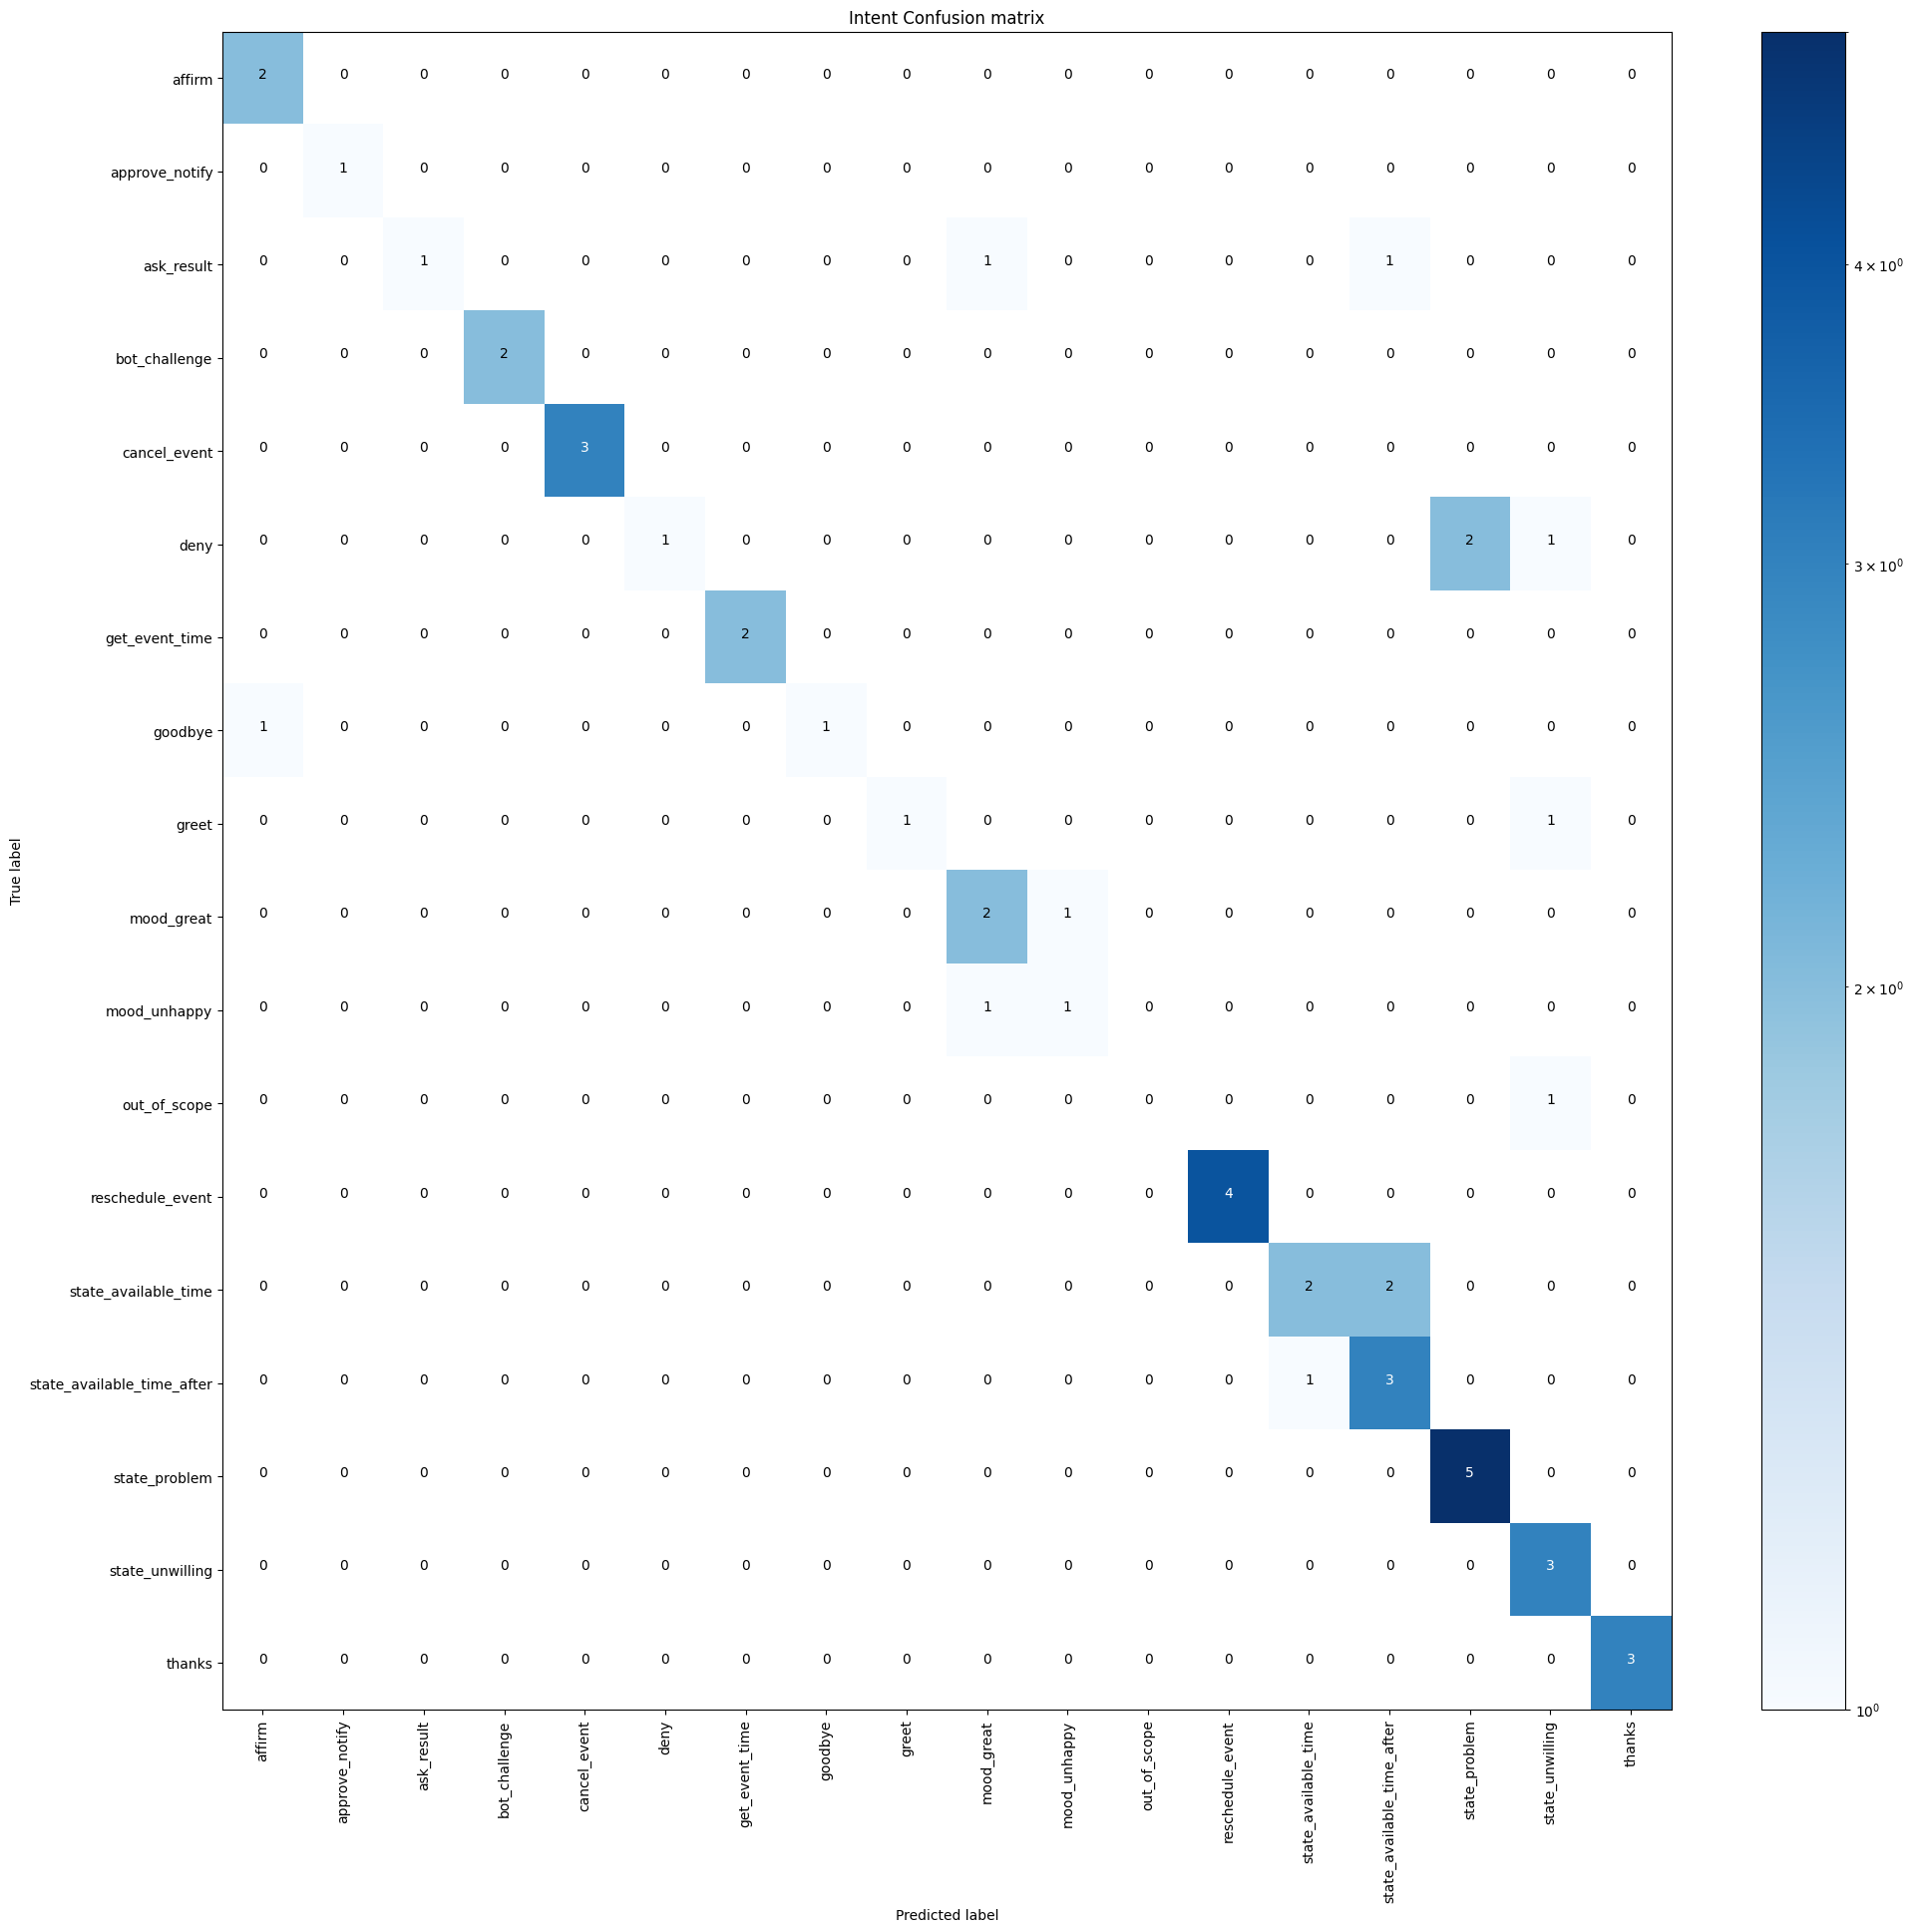 Intent Confusion matrix
affirm 2 0 0 0 0 0 0 0 0 0 0 0 0 0 0 0 0 0
approve_notify 0 1 0 0 0 0 0 0 0 0 0 0 0 0 0 0 0 0
ask_result 0 0 1 0 0 0 0 0 0 1 0 0 0 0 1 0 0 0
bot_challenge 0 0 0 2 0 0 0 0 0 0 0 0 0 0 0 0 0 0
cancel_event 0 0 0 0 3 0 0 0 0 0 0 0 0 0 0 0 0 0
deny 0 0 0 0 0 1 0 0 0 0 0 0 0 0 0 2 1 0
get_event_time 0 0 0 0 0 0 2 0 0 0 0 0 0 0 0 0 0 0
goodbye 1 0 0 0 0 0 0 1 0 0 0 0 0 0 0 0 0 0
greet 0 0 0 0 0 0 0 0 1 0 0 0 0 0 0 0 1 0
mood_great 0 0 0 0 0 0 0 0 0 2 1 0 0 0 0 0 0 0
mood_unhappy 0 0 0 0 0 0 0 0 0 1 1 0 0 0 0 0 0 0
out_of_scope 0 0 0 0 0 0 0 0 0 0 0 0 0 0 0 0 1 0
reschedule_event 0 0 0 0 0 0 0 0 0 0 0 0 4 0 0 0 0 0
state_available_time 0 0 0 0 0 0 0 0 0 0 0 0 0 2 2 0 0 0
state_available_time_after 0 0 0 0 0 0 0 0 0 0 0 0 0 1 3 0 0 0
state_problem 0 0 0 0 0 0 0 0 0 0 0 0 0 0 0 5 0 0
state_unwilling 0 0 0 0 0 0 0 0 0 0 0 0 0 0 0 0 3 0
thanks 0 0 0 0 0 0 0 0 0 0 0 0 0 0 0 0 0 3
True label
affirm
approve_notify
ask_result
bot_challenge
cancel_event
deny
get_event_time
goodbye
greet
mood_great
mood_unhappy
out_of_scope
reschedule_event
state_available_time
state_available_time_after
state_problem
state_unwilling
thanks
Predicted label
4 × 10⁰
3 × 10⁰
2 × 10⁰
10⁰